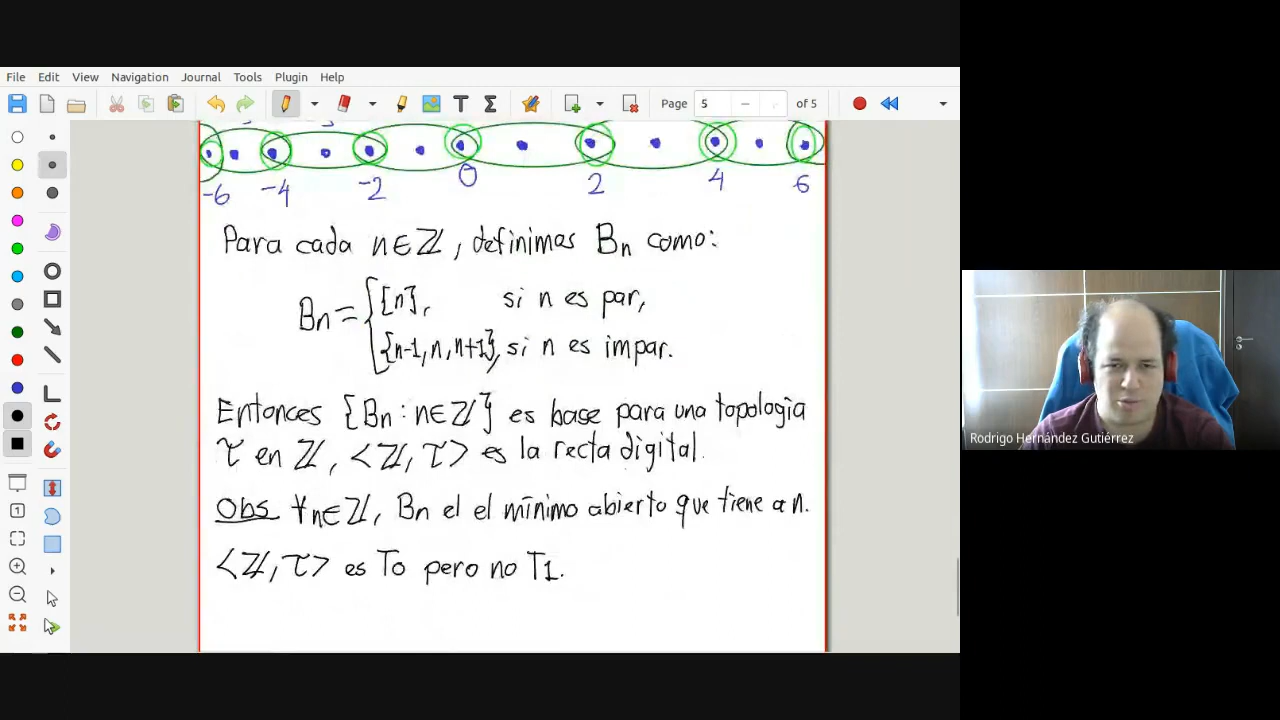 File Edit View Navigation Journal Tools Plugin Help
Page 5 of 5
-6 -4 -2 0 2 4 6
Para cada n∈ℤ, definimos Bn como:
Bn = { {n}, si n es par,
{n-1, n, n+1}, si n es impar.
Entonces {Bn : n∈ℤ} es base para una topología
τ en ℤ, <ℤ, τ> es la recta digital.
Obs ∀n∈ℤ, Bn el el mínimo abierto que tiene a n.
<ℤ, τ> es T0 pero no T1.
Rodrigo Hernández Gutiérrez